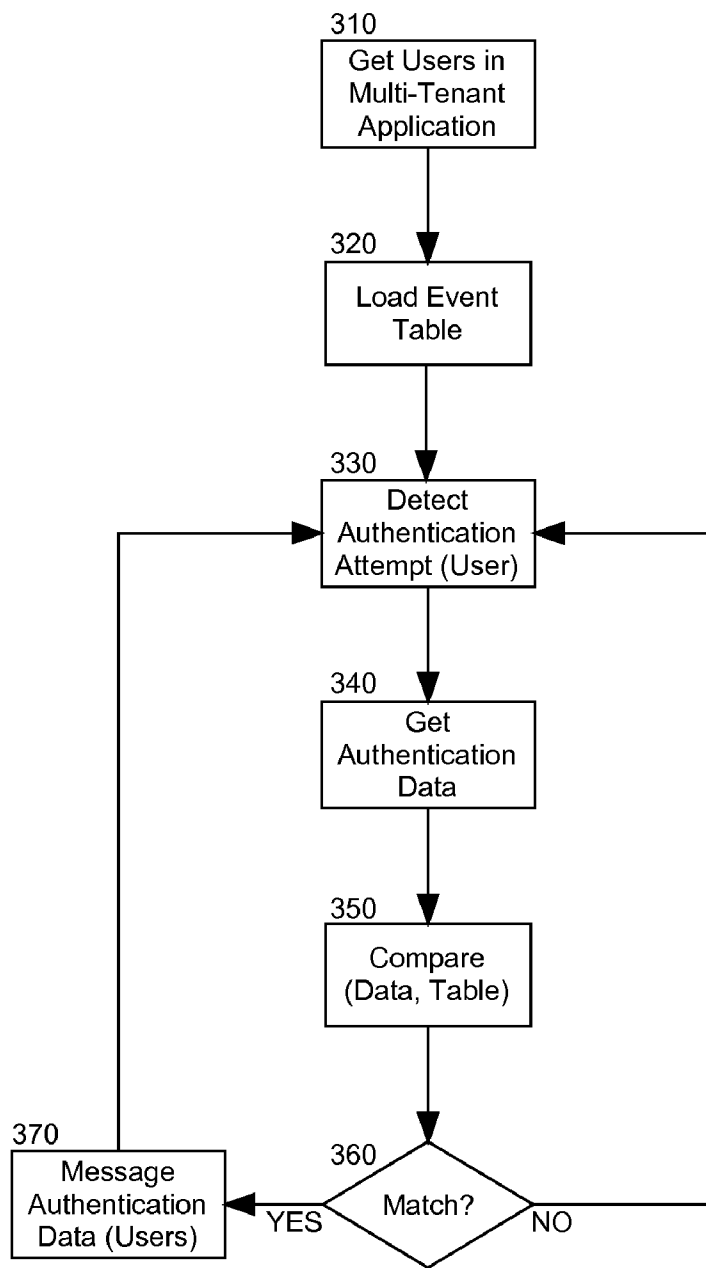 310
Get Users in
Multi-Tenant
Application
320
Load Event
Table
330
Detect
Authentication
Attempt (User)
340
Get
Authentication
Data
350
Compare
(Data, Table)
360
Match?
YES
NO
370
Message
Authentication
Data (Users)